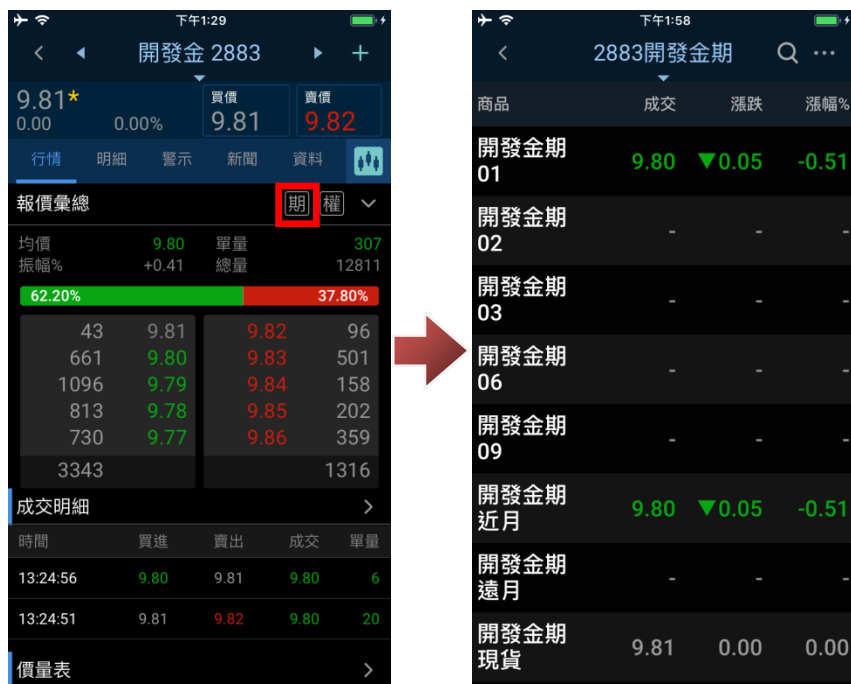 下午1:29
開發金 2883
9.81*
0.00 0.00%
買價
9.81
賣價
9.82
行情 明細 警示 新聞 資料
報價彙總 期 權
均價 9.80 單量 307
振幅% +0.41 總量 12811
62.20% 37.80%
43 9.81 9.82 96
661 9.80 9.83 501
1096 9.79 9.84 158
813 9.78 9.85 202
730 9.77 9.86 359
3343 1316
成交明細
時間 買進 賣出 成交 單量
13:24:56 9.80 9.81 9.80 6
13:24:51 9.81 9.82 9.80 20
價量表
下午1:58
2883開發金期
商品 成交 漲跌 漲幅%
開發金期
01 9.80 ▼0.05 -0.51
開發金期
02 - - -
開發金期
03 - - -
開發金期
06 - - -
開發金期
09 - - -
開發金期
近月 9.80 ▼0.05 -0.51
開發金期
遠月 - - -
開發金期
現貨 9.81 0.00 0.00